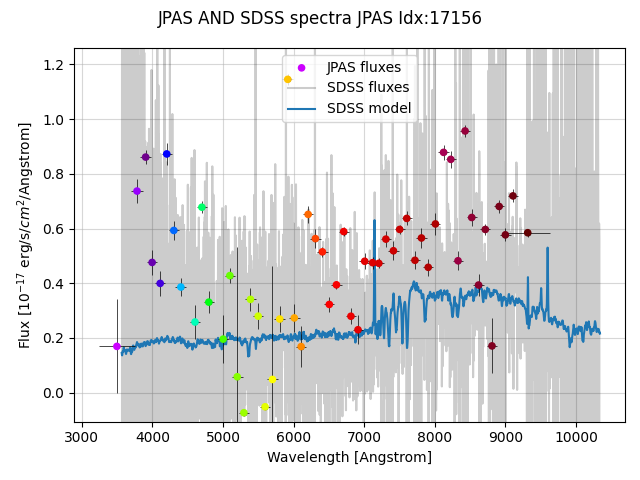 JPAS AND SDSS spectra JPAS Idx:17156
JPAS fluxes
SDSS fluxes
SDSS model
Flux [10⁻¹⁷ erg/s/cm²/Angstrom]
1.2
1.0
0.8
0.6
0.4
0.2
0.0
3000 4000 5000 6000 7000 8000 9000 10000
Wavelength [Angstrom]